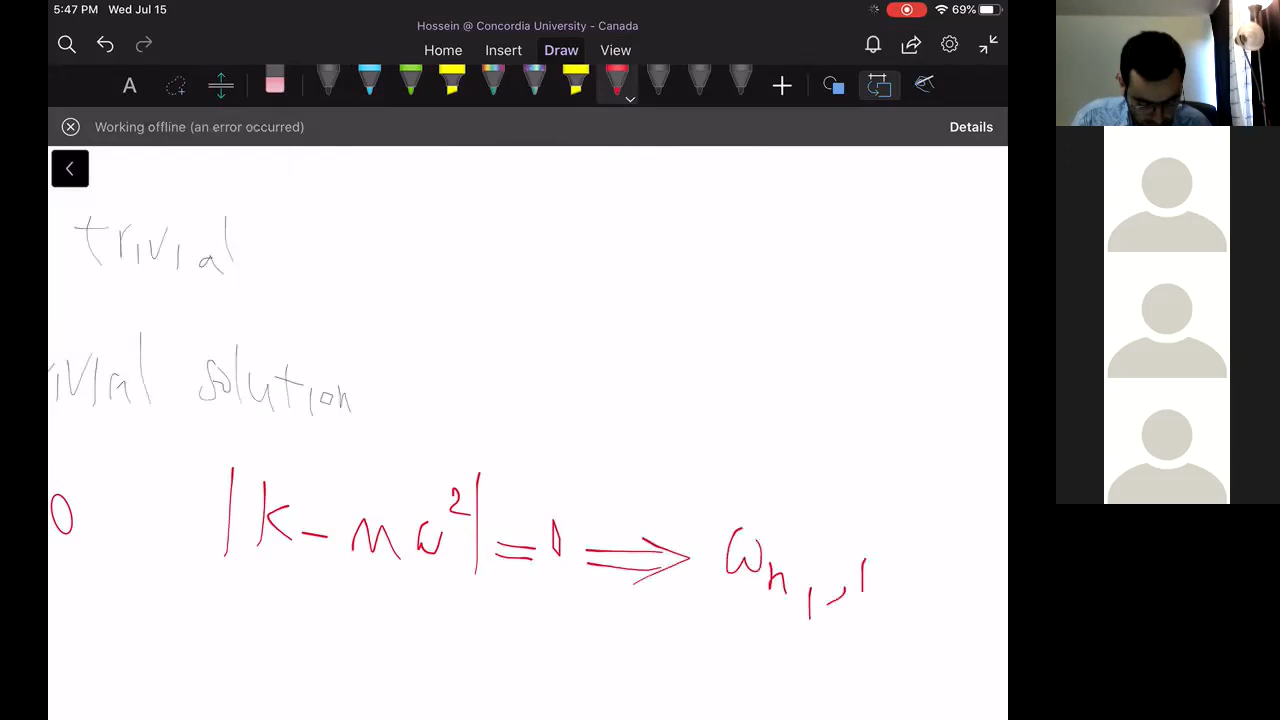 5:47 PM Wed Jul 15
69%
Hossein @ Concordia University - Canada
Home Insert Draw View
A
Working offline (an error occurred) Details
trivial
ivial solution
0 |k - mω²| = 0 ⇒ ωn